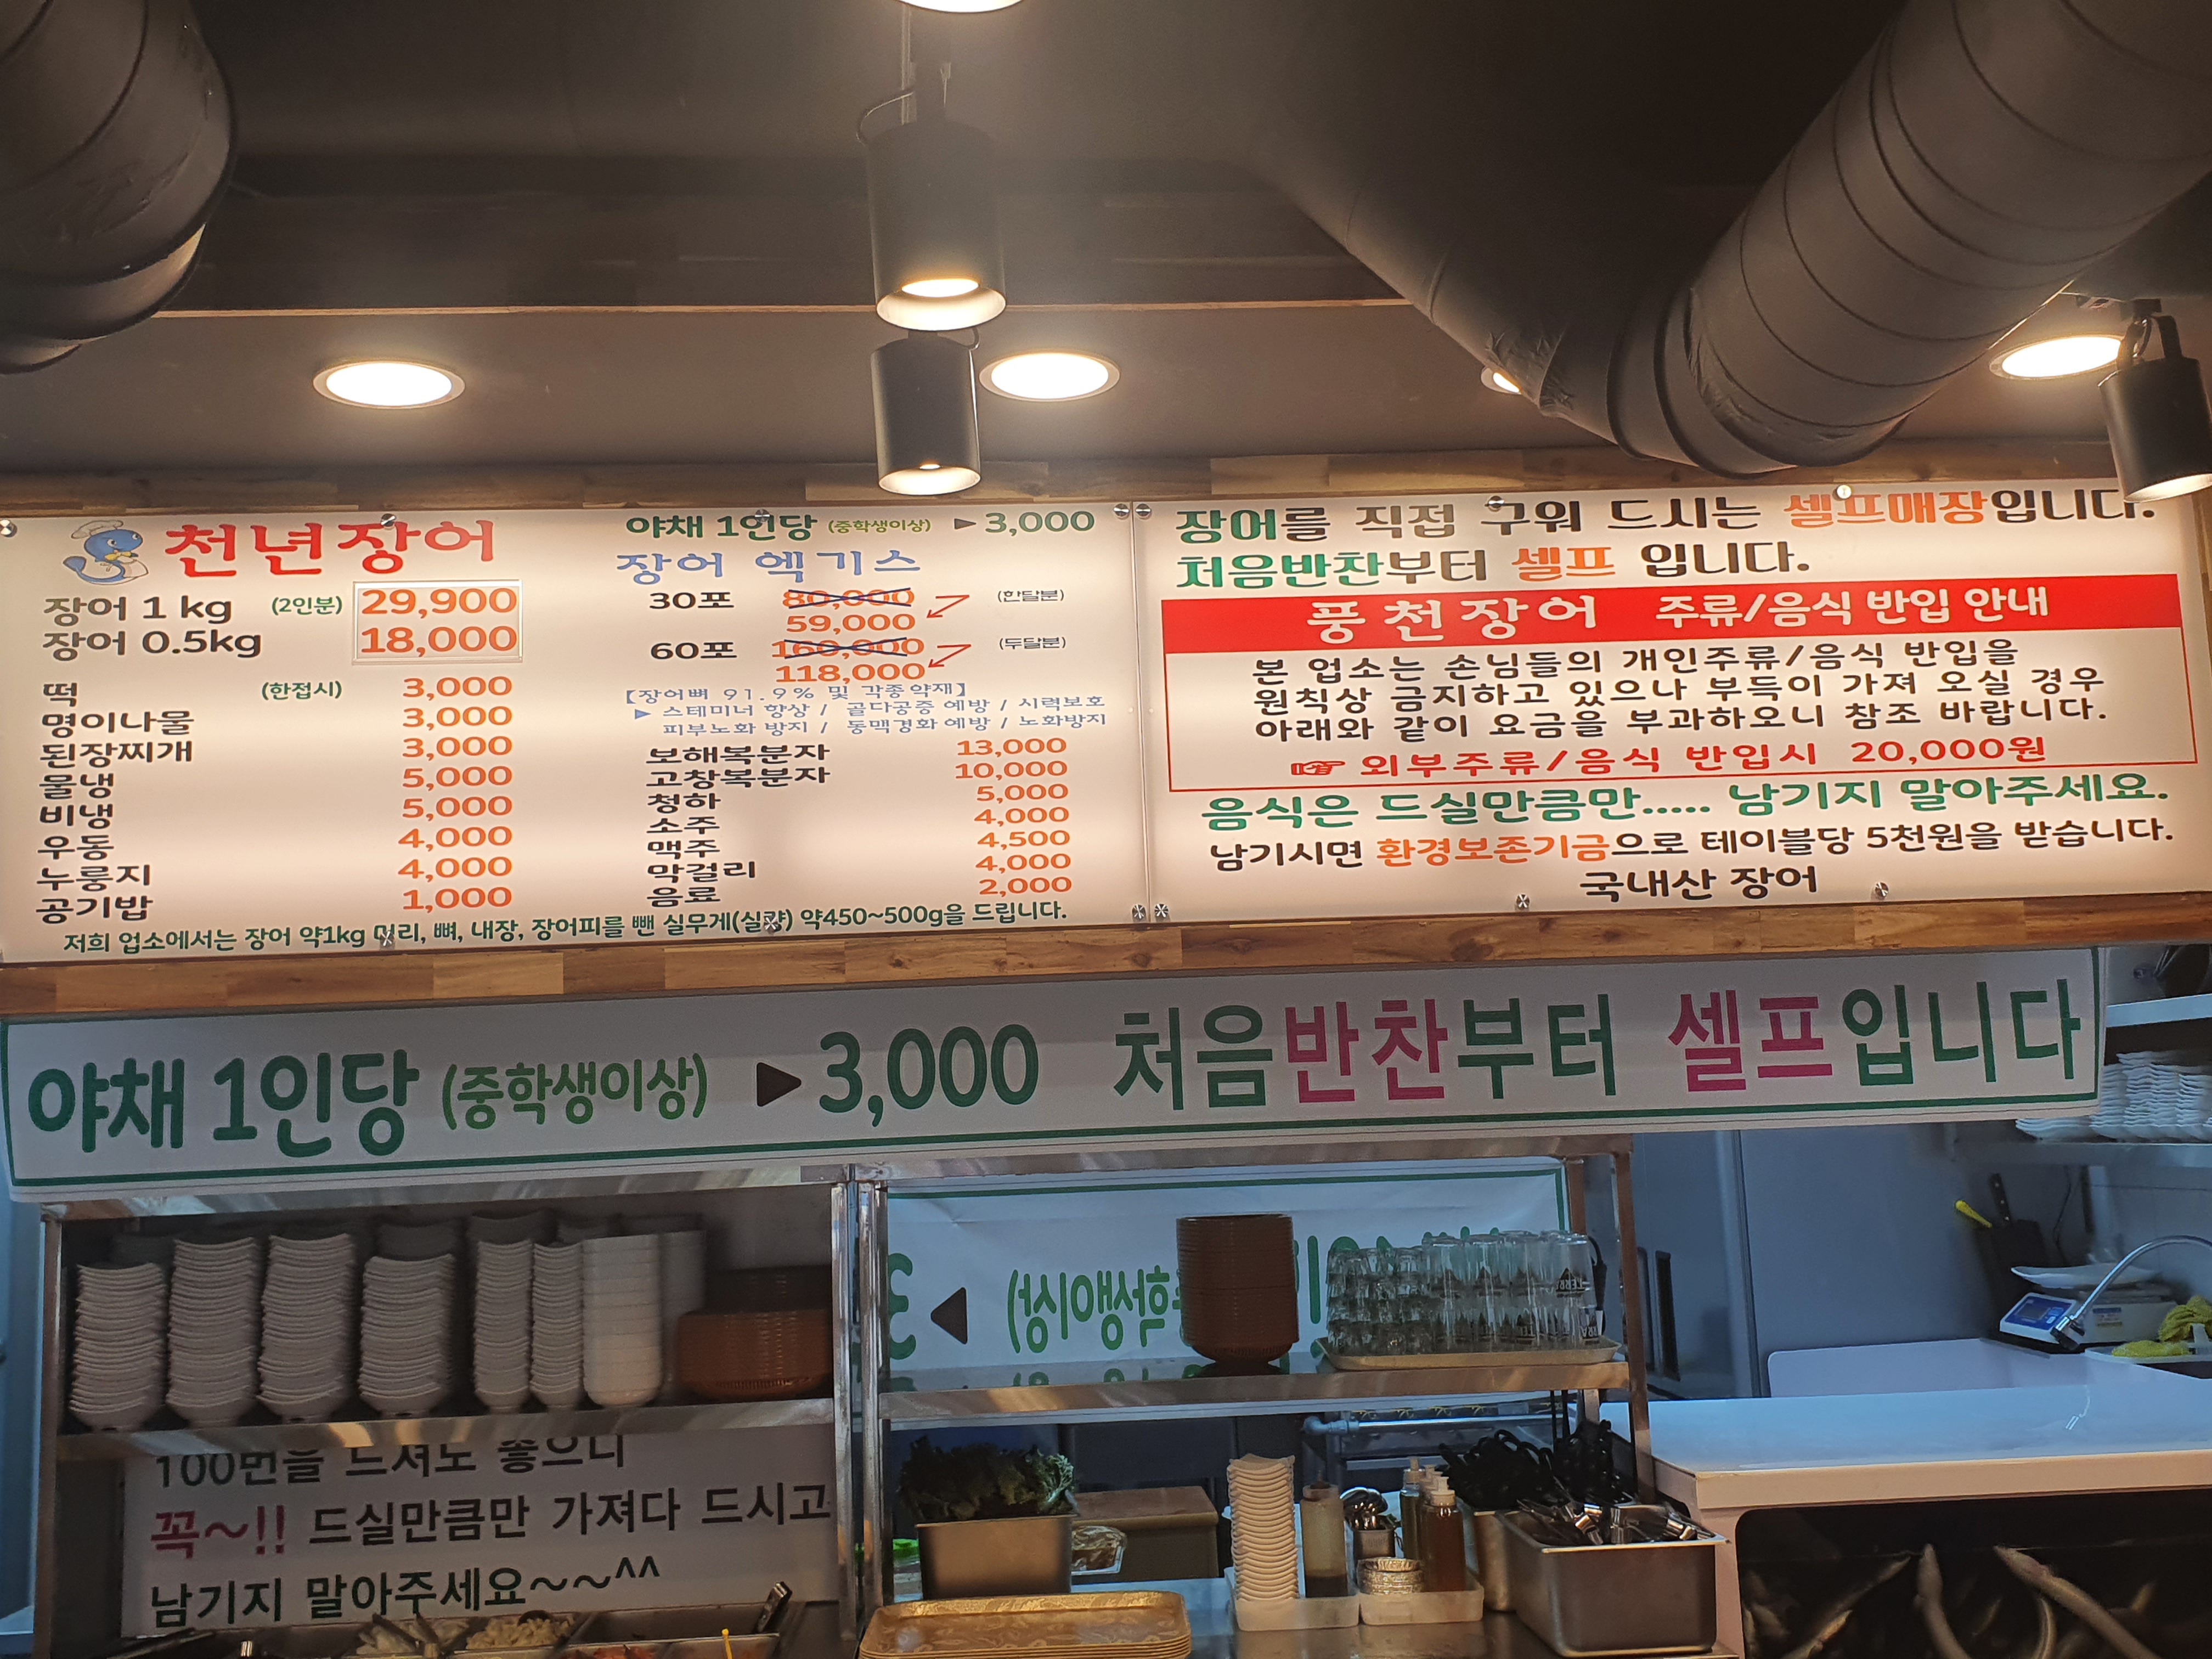 천년장어
장어 1 kg (2인분) 29,900
장어 0.5kg 18,000
떡 (한접시) 3,000
명이나물 3,000
된장찌개 3,000
물냉 5,000
비냉 5,000
우동 4,000
누룽지 4,000
공기밥 1,000
야채 1인당 (중학생이상) ▶ 3,000
장어 엑기스
30포 80,000 (한달분)
59,000
60포 160,000 (두달분)
118,000
【장어뼈 91.9% 및 각종약재】
▶ 스테미너 항상 / 골다공증 예방 / 시력보호
피부노화 방지 / 동맥경화 예방 / 노화방지
보해복분자 13,000
고창복분자 10,000
청하 5,000
소주 4,000
맥주 4,500
막걸리 4,000
음료 2,000
저희 업소에서는 장어 약1kg 머리, 뼈, 내장, 장어피를 뺀 실무게(실량) 약450~500g을 드립니다.
장어를 직접 구워 드시는 셀프매장입니다.
처음반찬부터 셀프 입니다.
풍천장어 주류/음식 반입 안내
본 업소는 손님들의 개인주류/음식 반입을
원칙상 금지하고 있으나 부득이 가져 오실 경우
아래와 같이 요금을 부과하오니 참조 바랍니다.
☞ 외부주류/음식 반입시 20,000원
음식은 드실만큼만..... 남기지 말아주세요.
남기시면 환경보존기금으로 테이블당 5천원을 받습니다.
국내산 장어
야채 1인당 (중학생이상) ▶3,000 처음반찬부터 셀프입니다
100번을 드셔도 좋으니
꼭~!! 드실만큼만 가져다 드시고
남기지 말아주세요~~^^